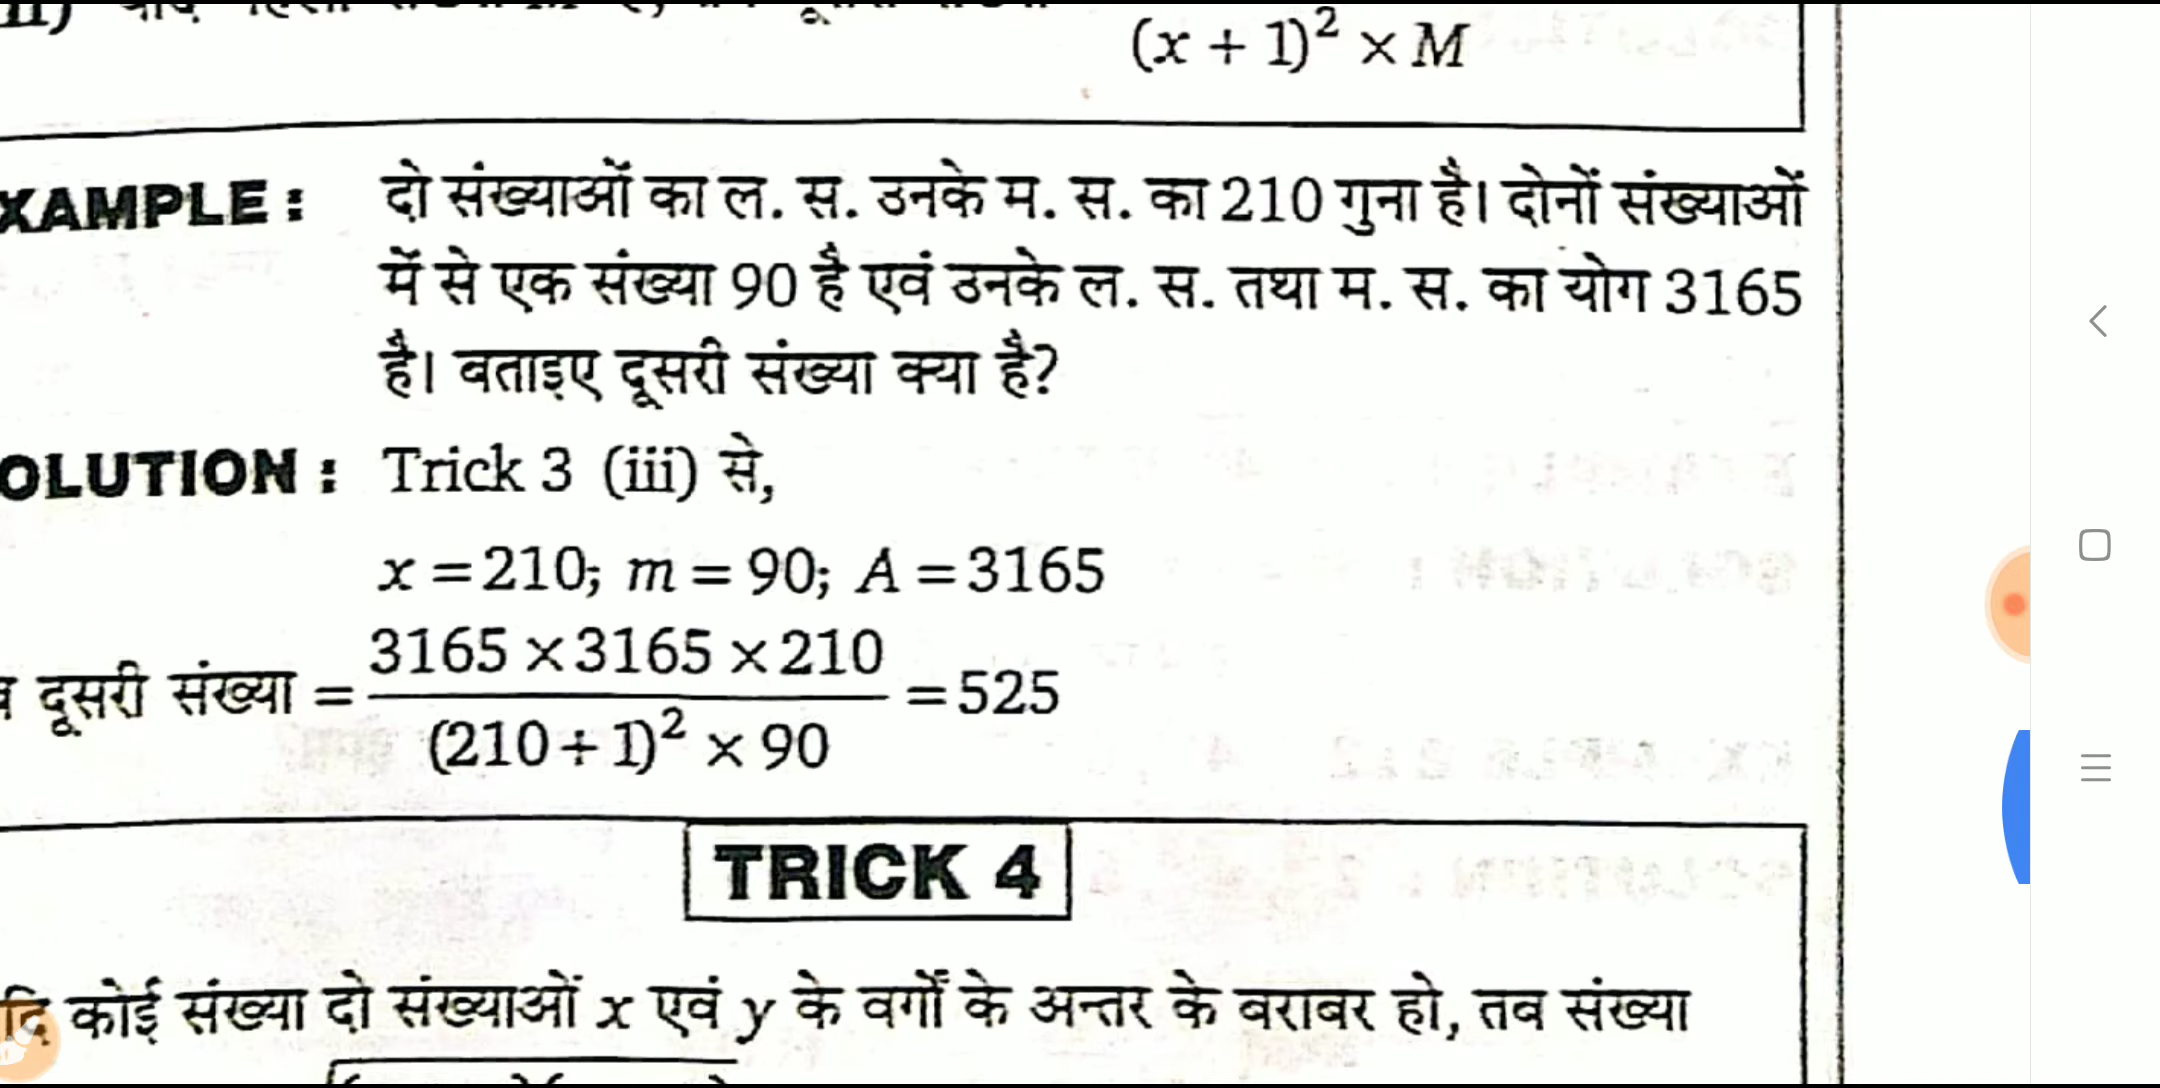 (x + 1)² × M
XAMPLE : दो संख्याओं का ल. स. उनके म. स. का 210 गुना है। दोनों संख्याओं
में से एक संख्या 90 है एवं उनके ल. स. तथा म. स. का योग 3165
है। बताइए दूसरी संख्या क्या है?
OLUTION : Trick 3 (iii) से,
x = 210; m = 90; A = 3165
दूसरी संख्या = 3165 × 3165 × 210 / (210 + 1)² × 90 = 525
TRICK 4
दि कोई संख्या दो संख्याओं x एवं y के वर्गों के अन्तर के बराबर हो, तब संख्या